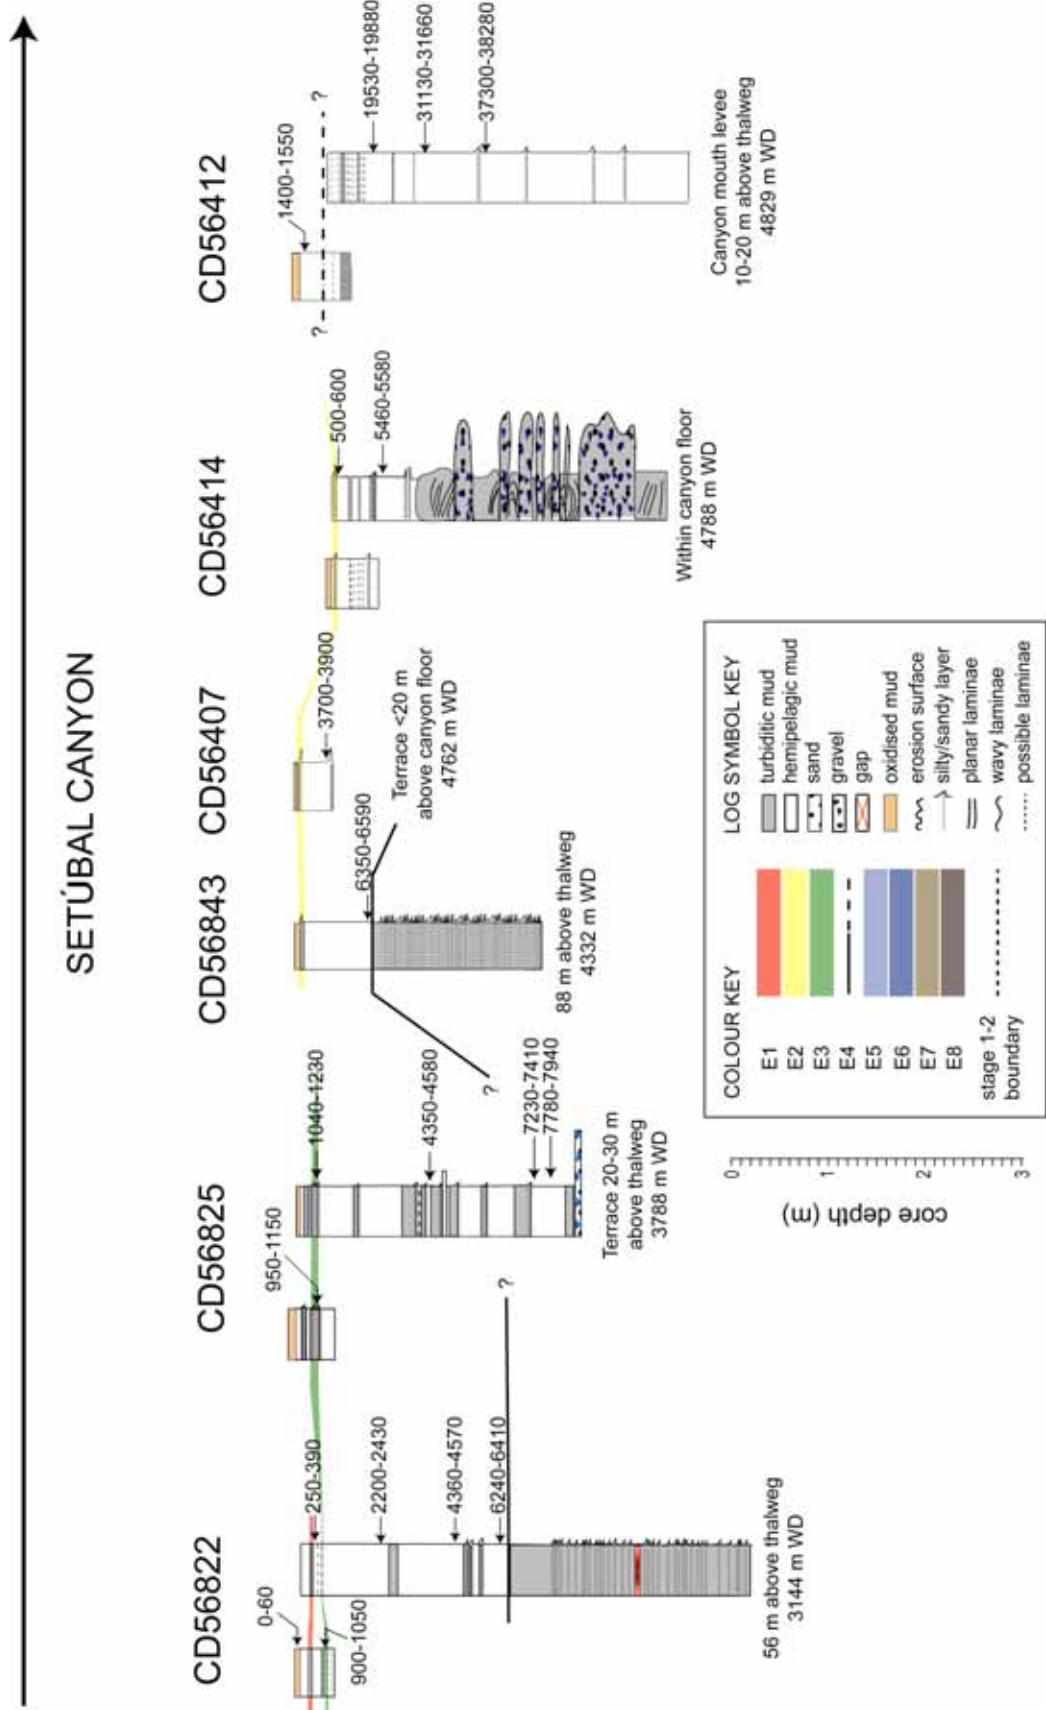 SETÚBAL CANYON
CD56822
0-60
900-1050
250-390
2200-2430
4360-4570
6240-6410
?
56 m above thalweg
3144 m WD
CD56825
950-1150
1040-1230
4350-4580
7230-7410
7780-7940
Terrace 20-30 m
above thalweg
3788 m WD
CD56843
?
6350-6590
88 m above thalweg
4332 m WD
CD56407
3700-3900
Terrace <20 m
above canyon floor
4762 m WD
CD56414
500-600
5460-5580
Within canyon floor
4788 m WD
CD56412
1400-1550
?
?
19530-19880
31130-31660
37300-38280
Canyon mouth levee
10-20 m above thalweg
4829 m WD
core depth (m)
0
1
2
3
COLOUR KEY
E1
E2
E3
E4
E5
E6
E7
E8
stage 1-2
boundary
LOG SYMBOL KEY
turbiditic mud
hemipelagic mud
sand
gravel
gap
oxidised mud
erosion surface
silty/sandy layer
planar laminae
wavy laminae
possible laminae